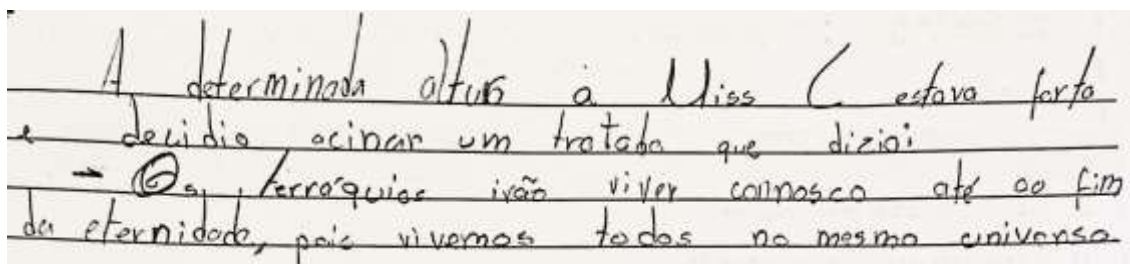 A determinada altura a Miss C estava farta
e decidio acinar um tratado que dizia:
- Os terráquios irão viver connosco até ao fim
da eternidade, pois vivemos todos no mesmo universo